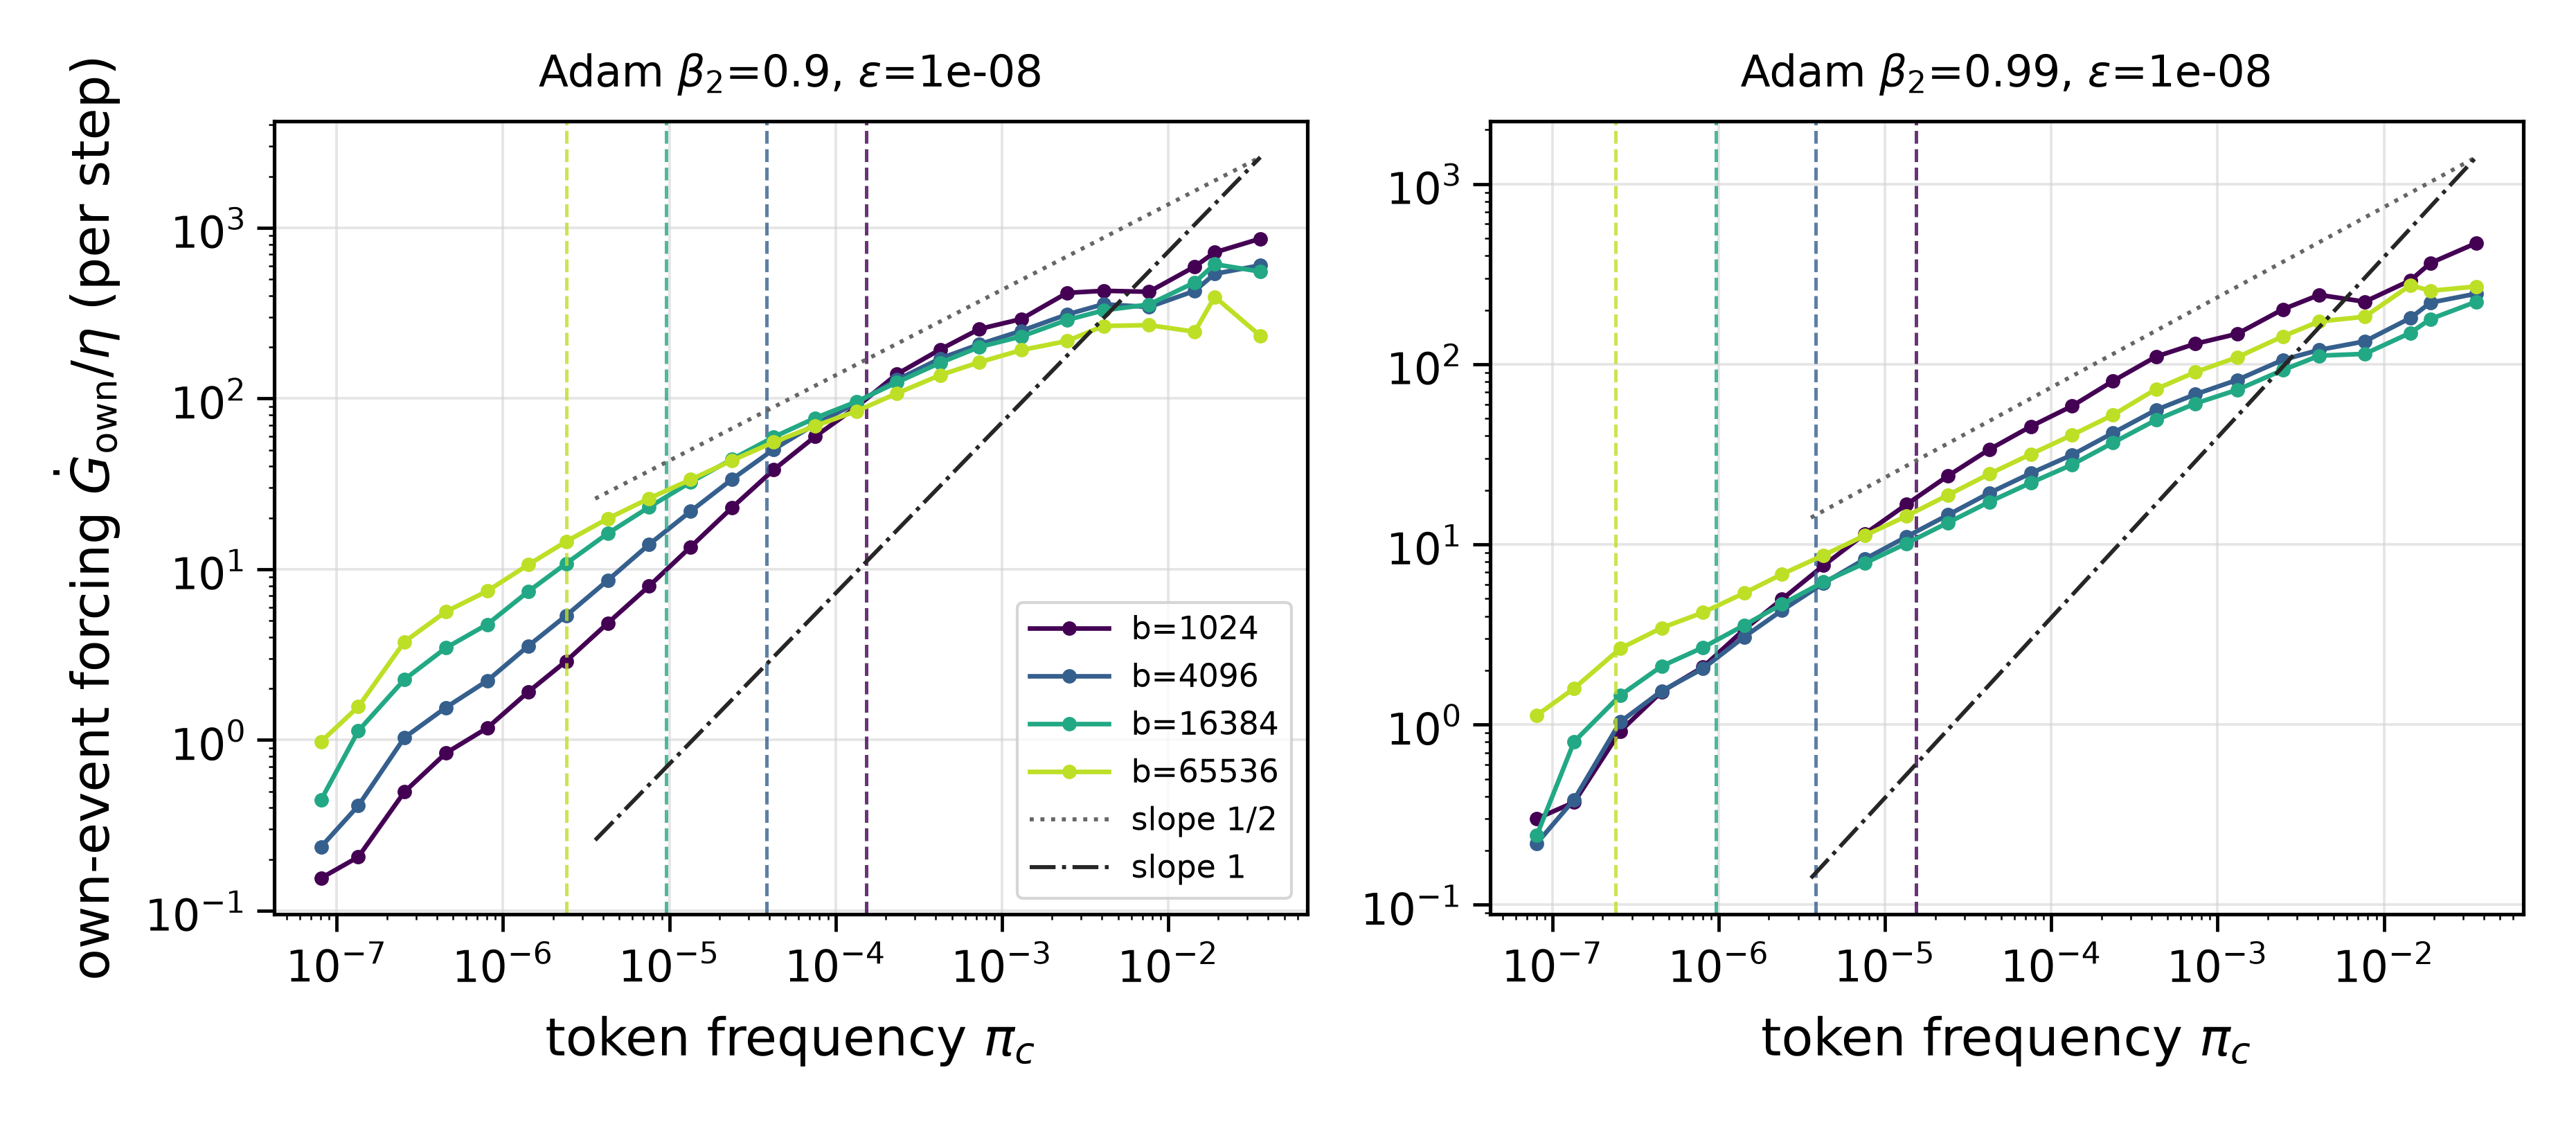 Adam β₂=0.9, ε=1e-08
own-event forcing Ġ_own/η (per step)
10³
10²
10¹
10⁰
10⁻¹
10⁻⁷ 10⁻⁶ 10⁻⁵ 10⁻⁴ 10⁻³ 10⁻²
token frequency π_c
b=1024
b=4096
b=16384
b=65536
slope 1/2
slope 1
Adam β₂=0.99, ε=1e-08
10³
10²
10¹
10⁰
10⁻¹
10⁻⁷ 10⁻⁶ 10⁻⁵ 10⁻⁴ 10⁻³ 10⁻²
token frequency π_c